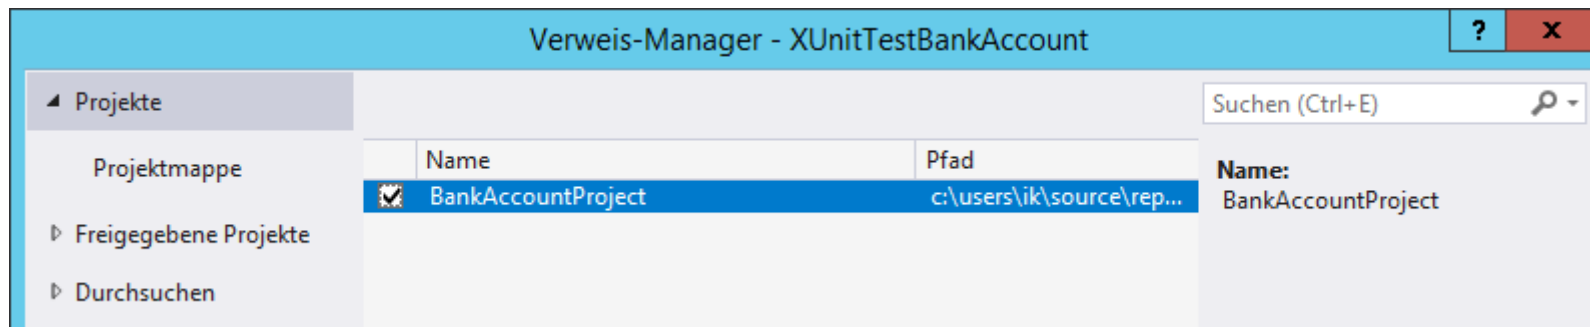 Verweis-Manager - XUnitTestBankAccount
? x
Projekte
Suchen (Ctrl+E)
Projektmappe
Name Pfad
Name:
BankAccountProject c:\users\ik\source\rep...
BankAccountProject
Freigegebene Projekte
Durchsuchen